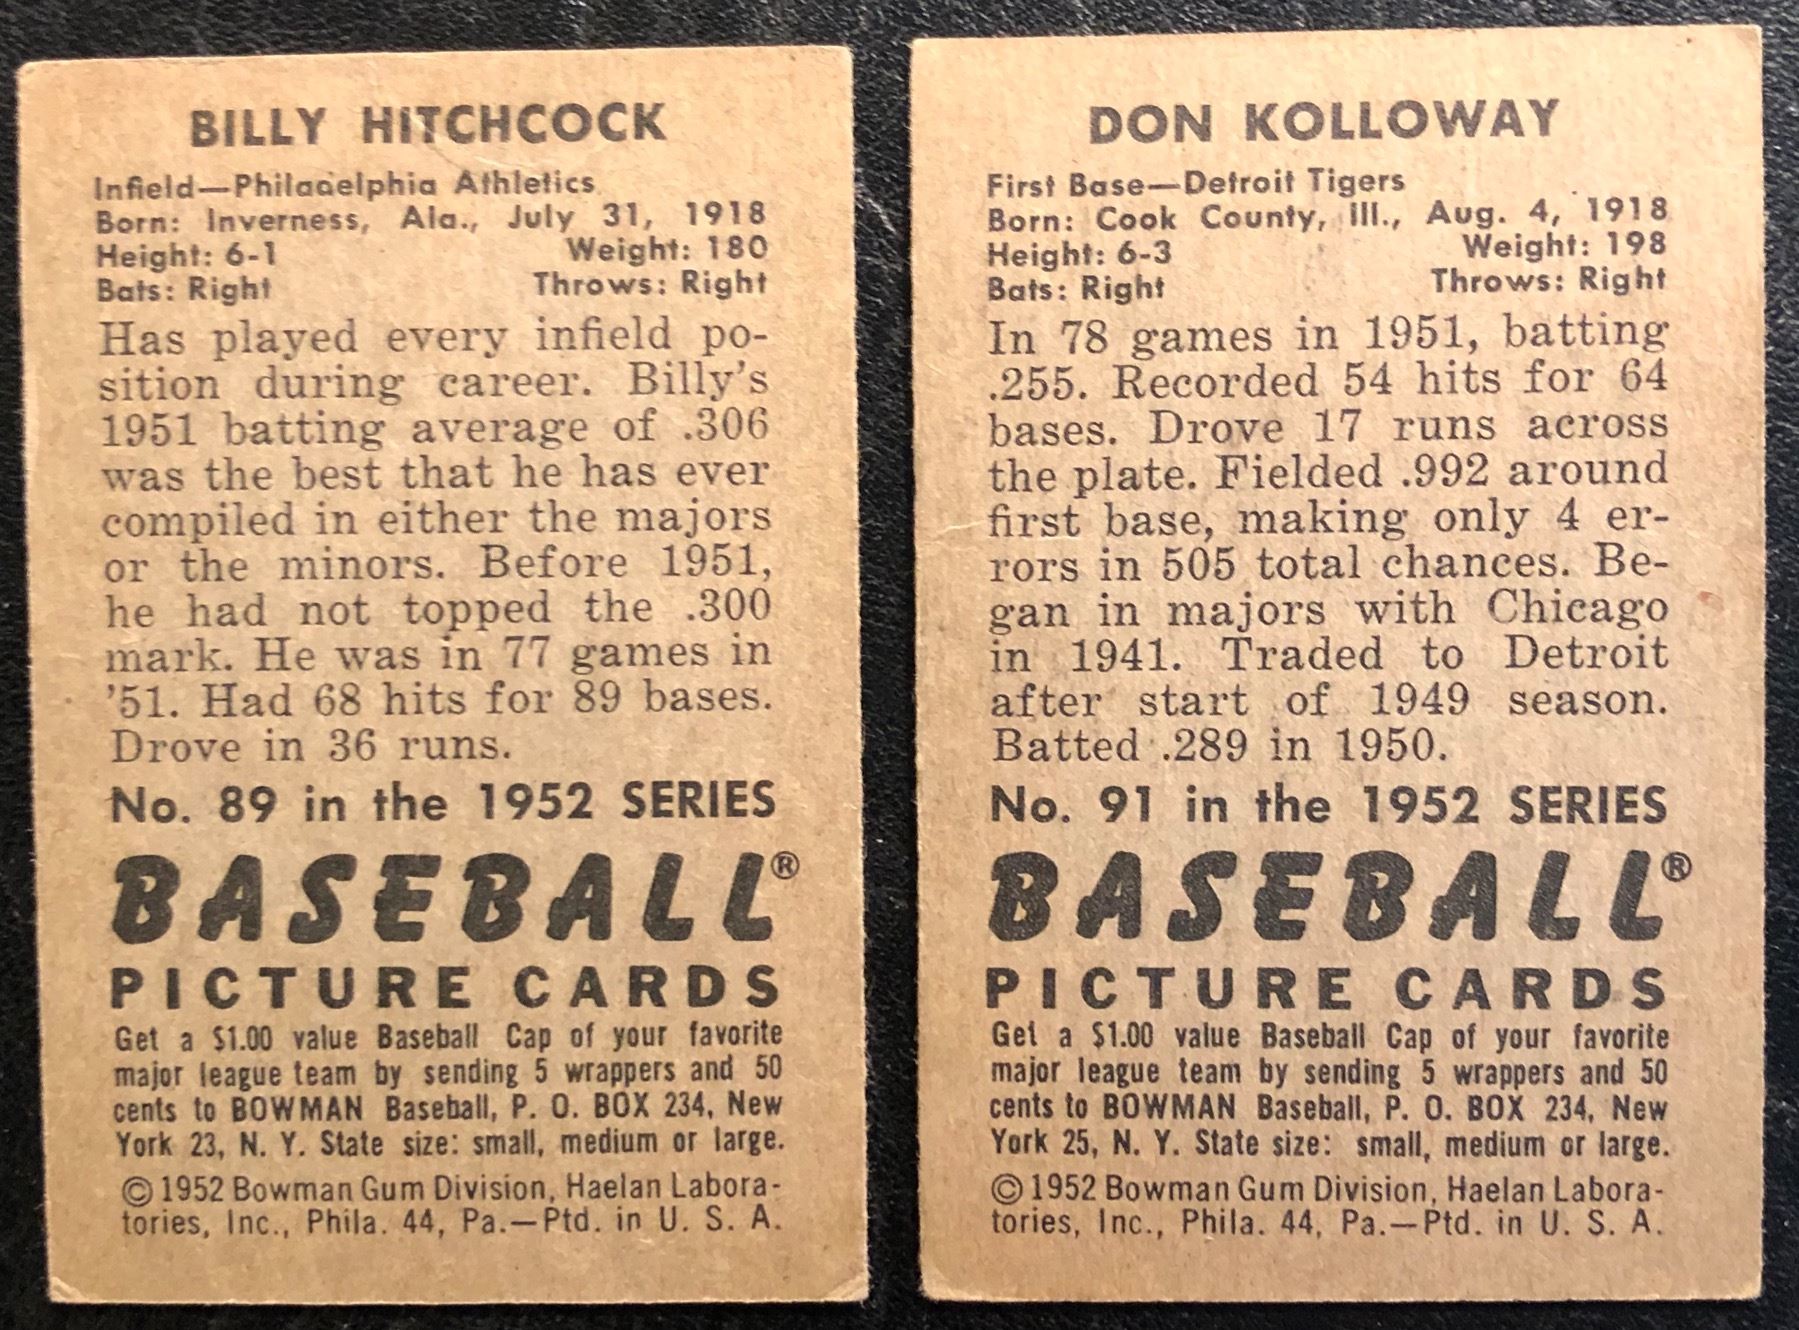 BILLY HITCHCOCK
Infield—Philadelphia Athletics
Born: Inverness, Ala., July 31, 1918
Height: 6-1 Weight: 180
Bats: Right Throws: Right
Has played every infield po-
sition during career. Billy's
1951 batting average of .306
was the best that he has ever
compiled in either the majors
or the minors. Before 1951,
he had not topped the .300
mark. He was in 77 games in
'51. Had 68 hits for 89 bases.
Drove in 36 runs.
No. 89 in the 1952 SERIES
BASEBALL®
PICTURE CARDS
Get a $1.00 value Baseball Cap of your favorite
major league team by sending 5 wrappers and 50
cents to BOWMAN Baseball, P. O. BOX 234, New
York 23, N. Y. State size: small, medium or large.
© 1952 Bowman Gum Division, Haelan Labora-
tories, Inc., Phila. 44, Pa.—Ptd. in U. S. A.
DON KOLLOWAY
First Base—Detroit Tigers
Born: Cook County, Ill., Aug. 4, 1918
Height: 6-3 Weight: 198
Bats: Right Throws: Right
In 78 games in 1951, batting
.255. Recorded 54 hits for 64
bases. Drove 17 runs across
the plate. Fielded .992 around
first base, making only 4 er-
rors in 505 total chances. Be-
gan in majors with Chicago
in 1941. Traded to Detroit
after start of 1949 season.
Batted .289 in 1950.
No. 91 in the 1952 SERIES
BASEBALL®
PICTURE CARDS
Get a $1.00 value Baseball Cap of your favorite
major league team by sending 5 wrappers and 50
cents to BOWMAN Baseball, P. O. BOX 234, New
York 25, N. Y. State size: small, medium or large.
© 1952 Bowman Gum Division, Haelan Labora-
tories, Inc., Phila. 44, Pa.—Ptd. in U. S. A.